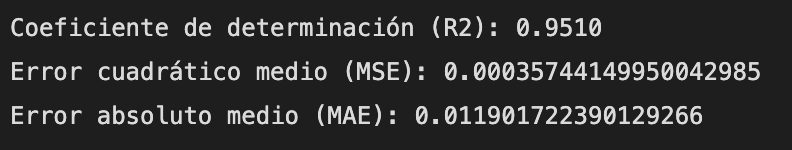 Coeficiente de determinación (R2): 0.9510
Error cuadrático medio (MSE): 0.00035744149950042985
Error absoluto medio (MAE): 0.011901722390129266